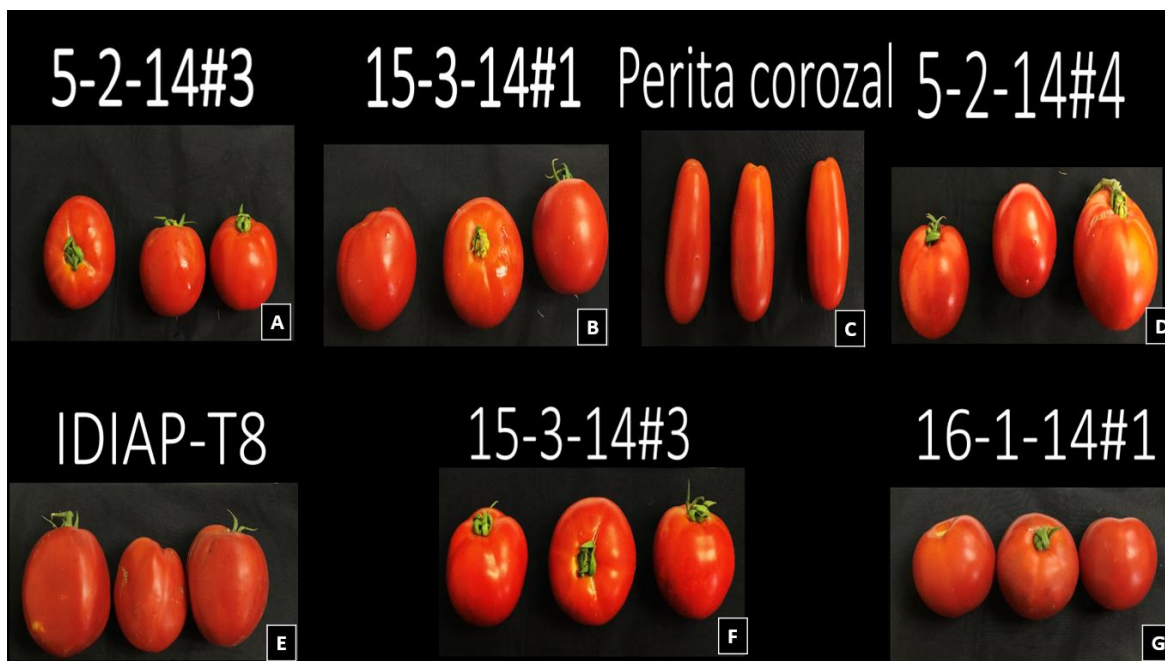 5-2-14#3
15-3-14#1
Perita corozal
5-2-14#4
A
B
C
D
IDIAP-T8
15-3-14#3
16-1-14#1
E
F
G